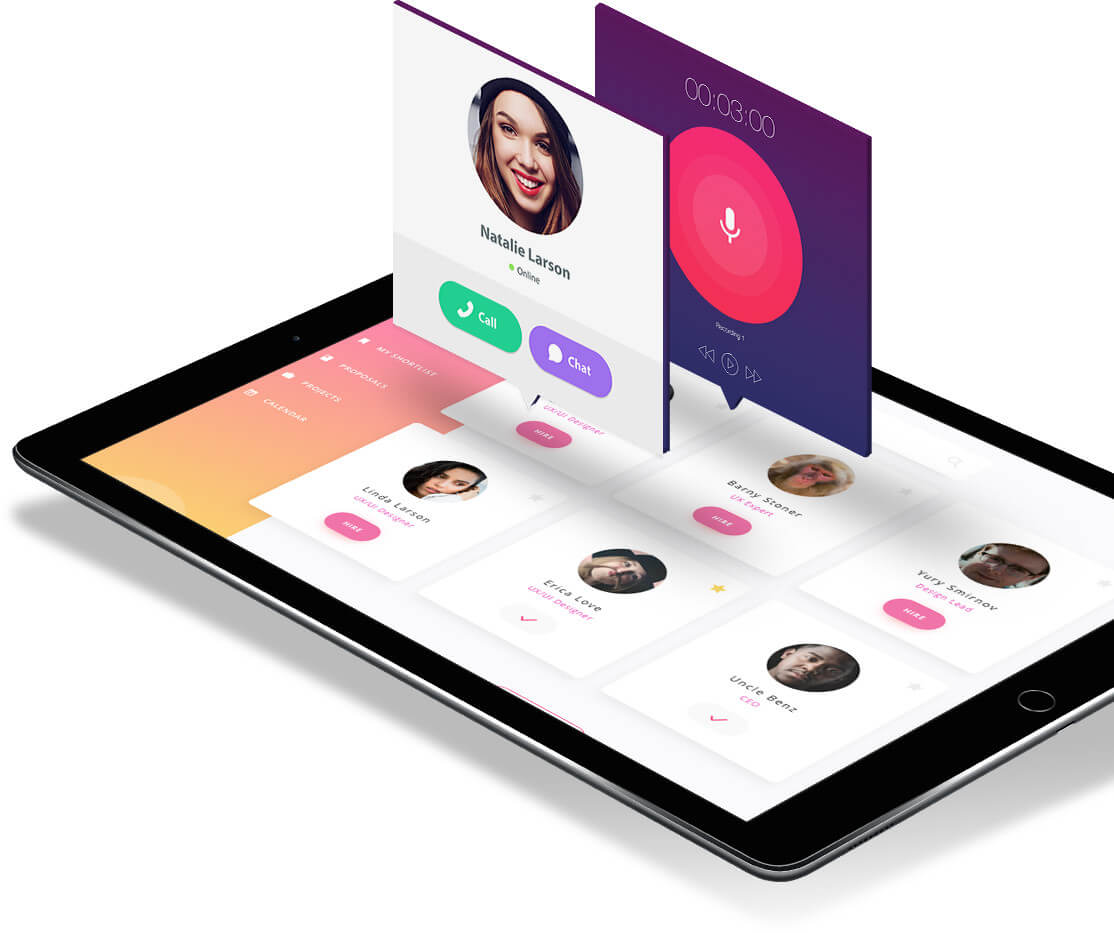 00:03:00
Recording 1
Natalie Larson
Online
Call
Chat
MY SHORTLIST
PROPOSALS
PROJECTS
CALENDAR
UX/UI Designer
HIRE
Linda Larson
UX/UI Designer
HIRE
Barny Stoner
UX Expert
HIRE
Erica Love
UX/UI Designer
Yury Smirnov
Design Lead
HIRE
Uncle Benz
CEO